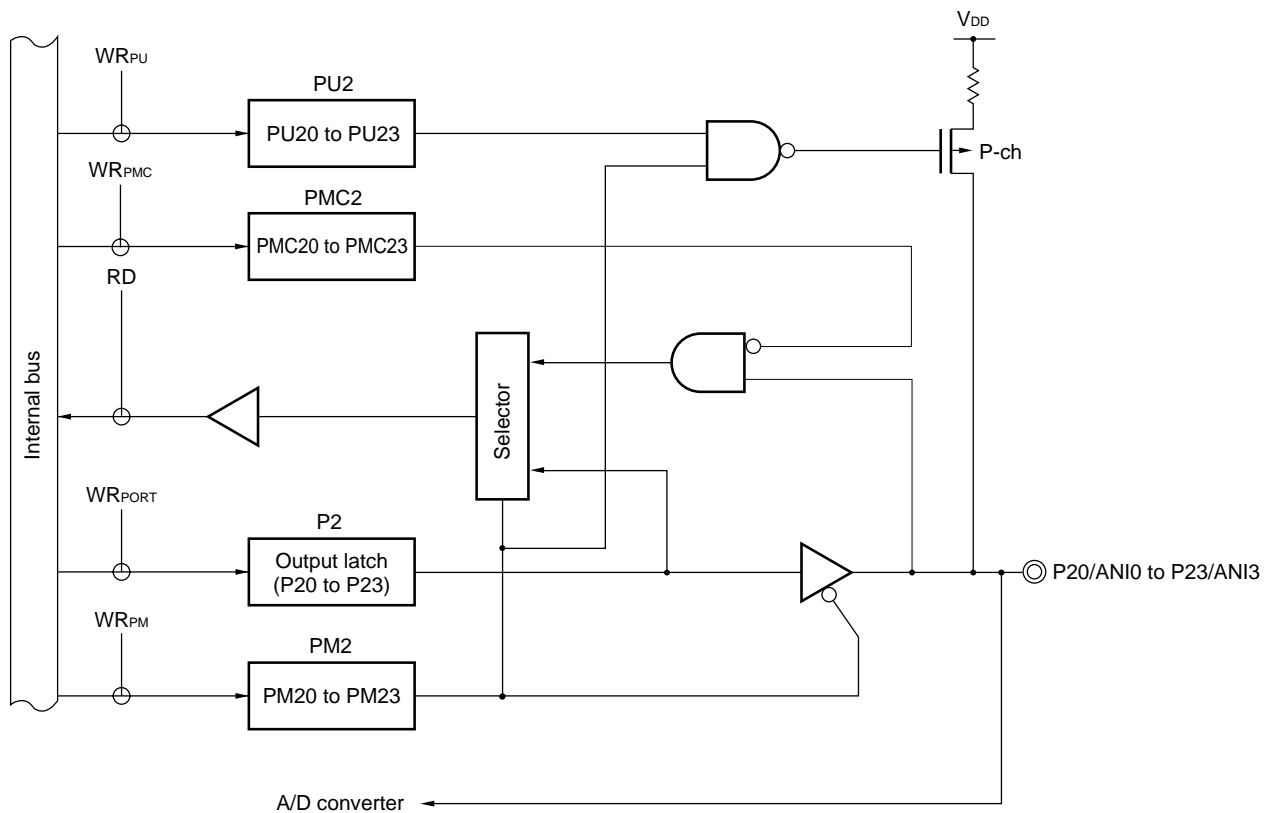 VDD
WRPU
PU2
PU20 to PU23
P-ch
WRPMC
PMC2
PMC20 to PMC23
RD
Internal bus
Selector
WRPORT
P2
Output latch
(P20 to P23)
P20/ANI0 to P23/ANI3
WRPM
PM2
PM20 to PM23
A/D converter